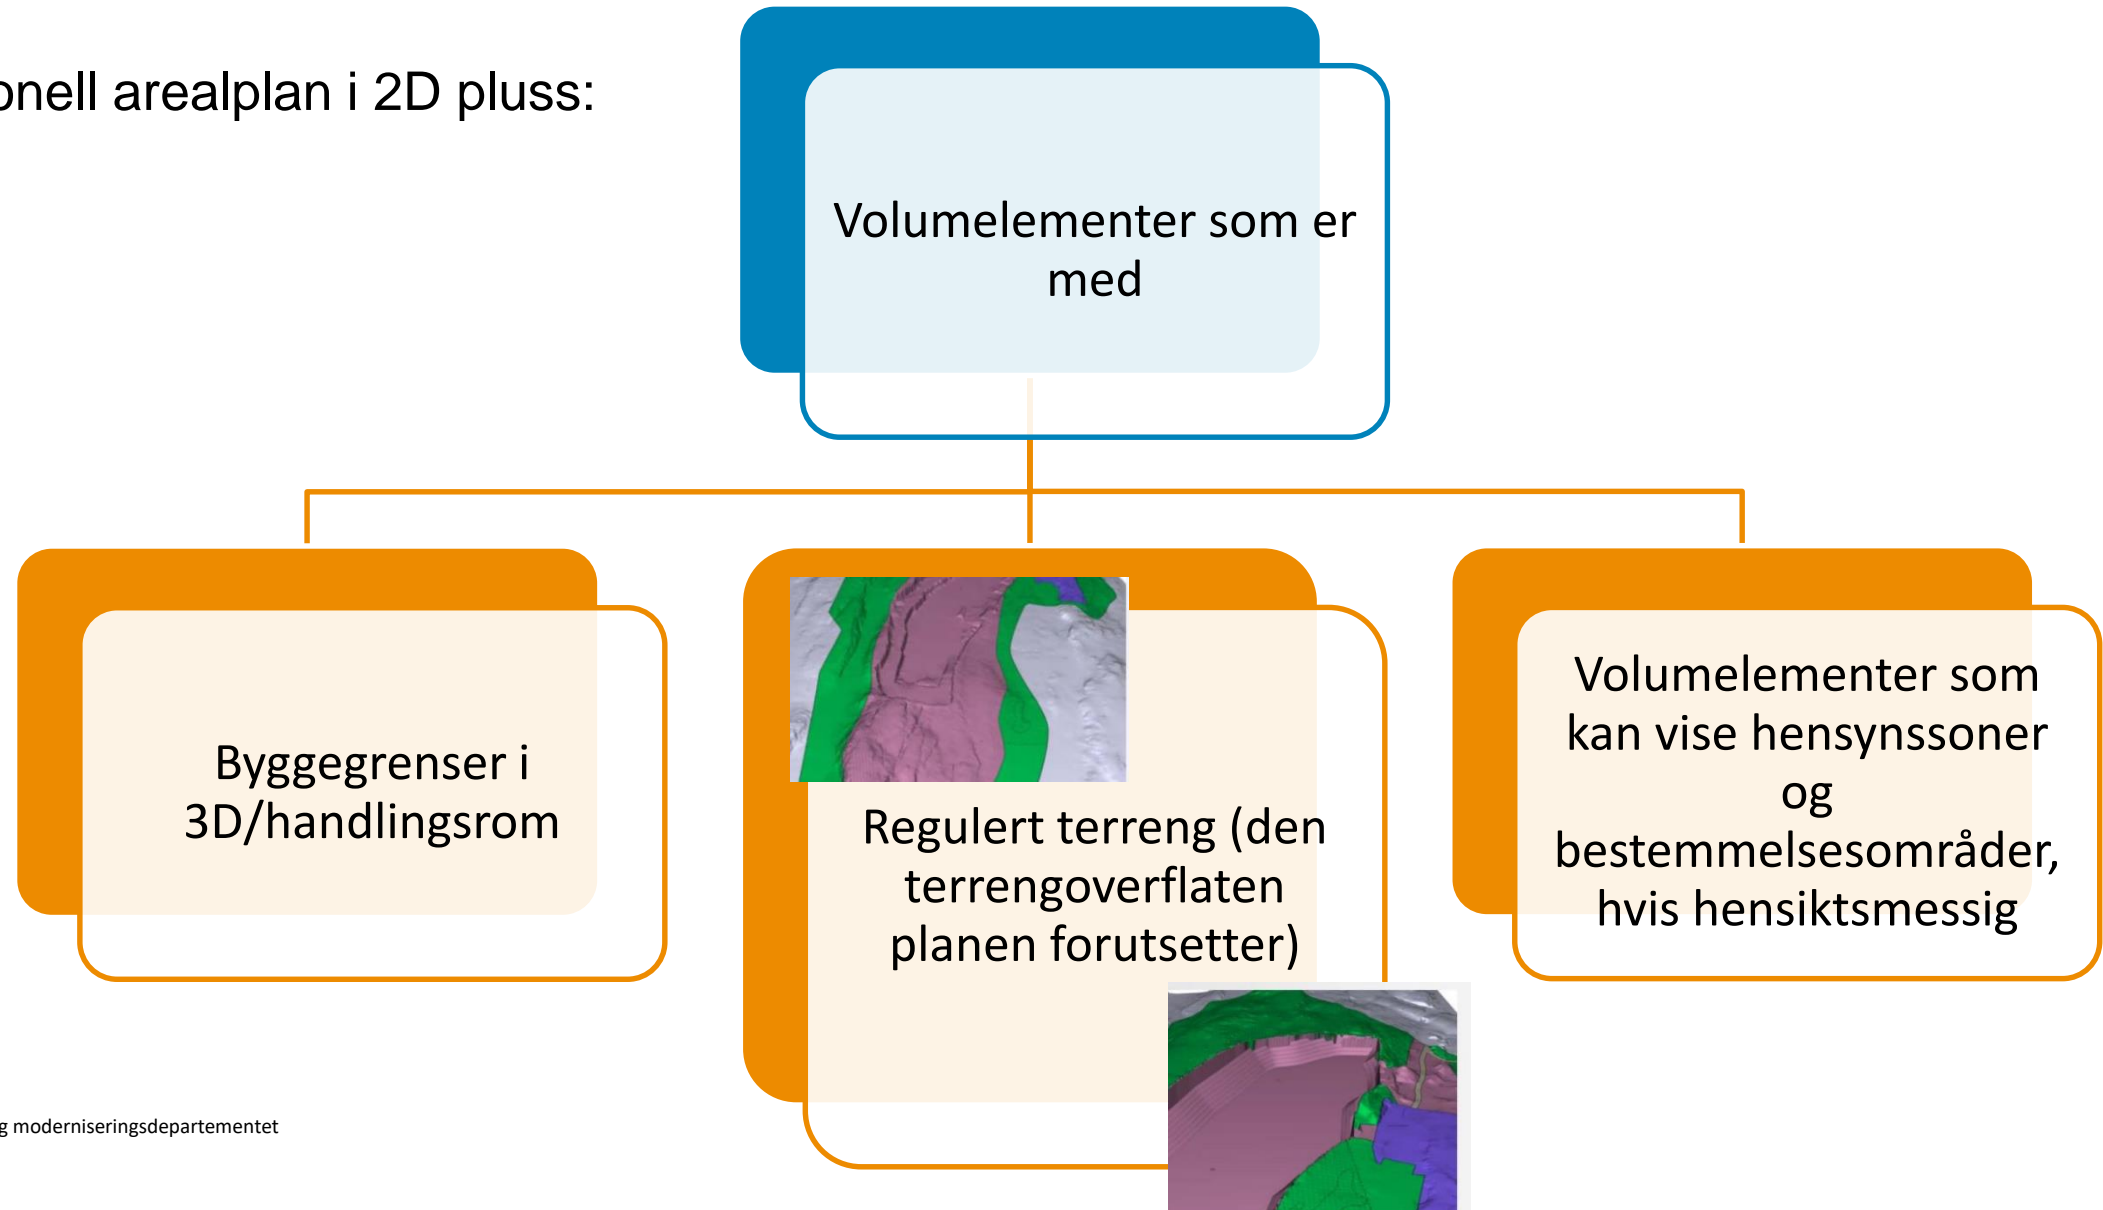 onell arealplan i 2D pluss:
Volumelementer som er
med
Byggegrenser i
3D/handlingsrom
Regulert terreng (den
terrengoverflaten
planen forutsetter)
Volumelementer som
kan vise hensynssoner
og
bestemmelsesområder,
hvis hensiktsmessig
g moderniseringsdepartementet